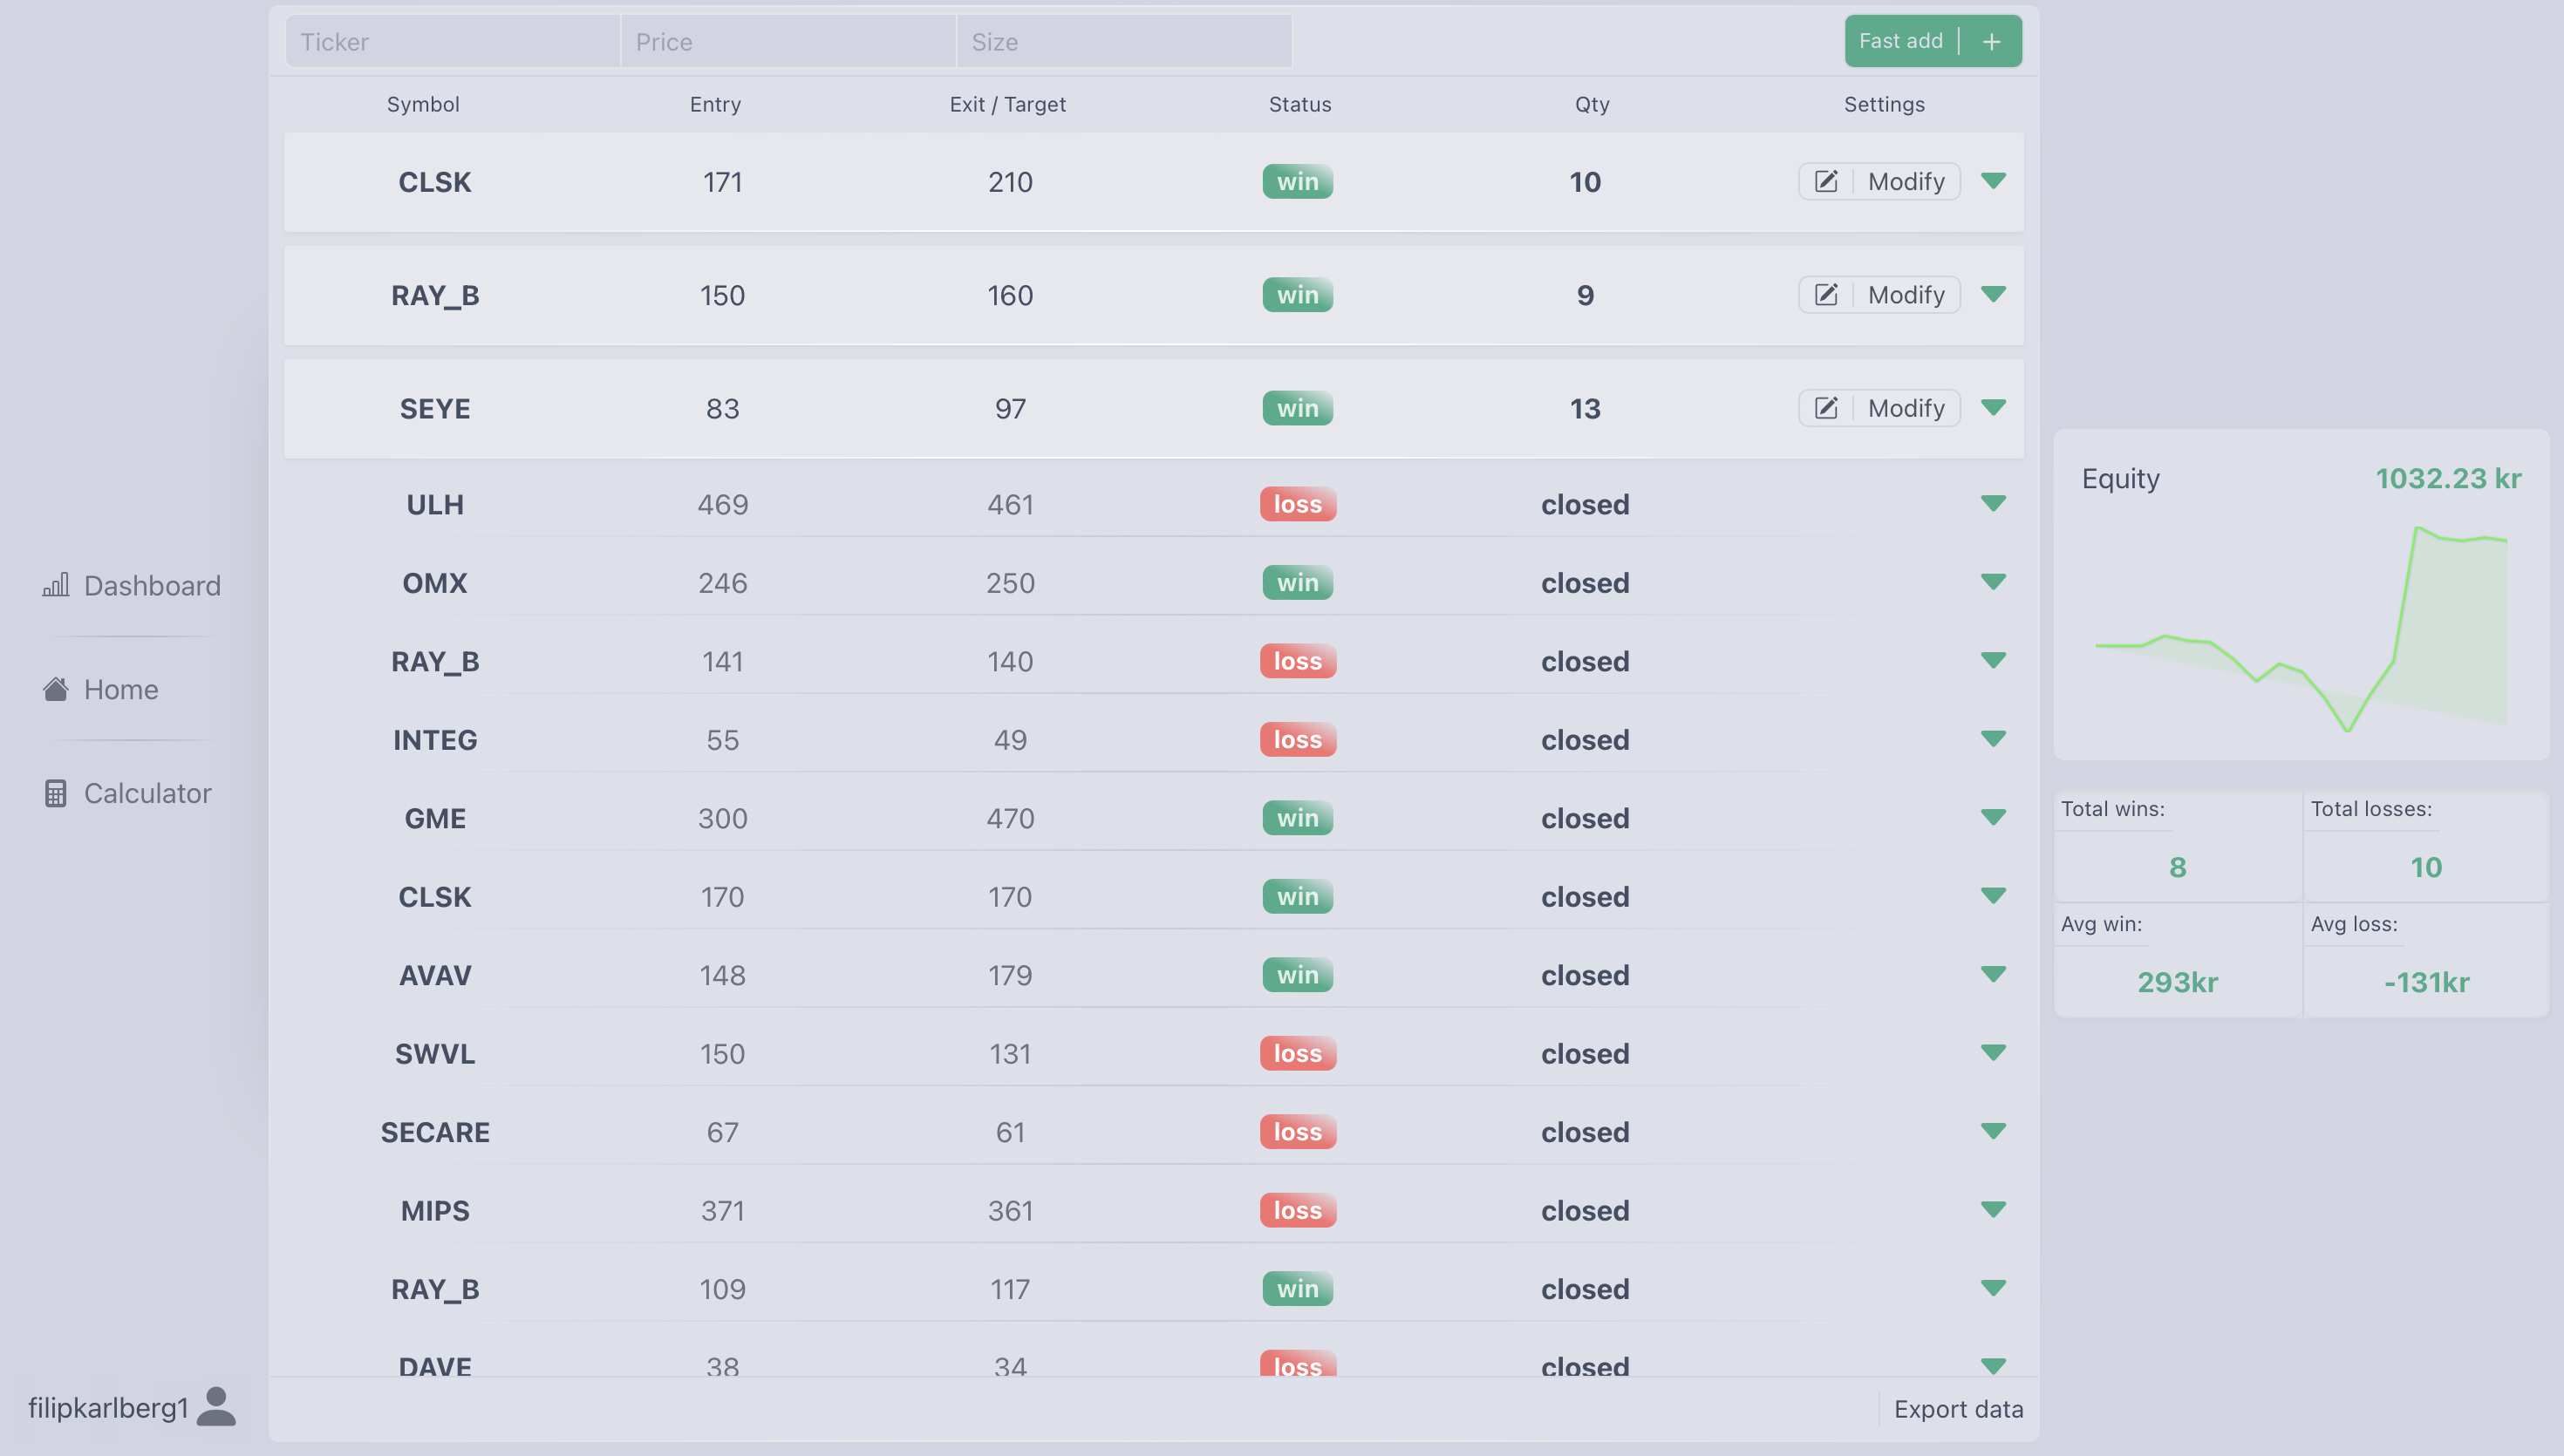 Ticker Price Size Fast add +
Symbol Entry Exit / Target Status Qty Settings
CLSK 171 210 win 10 Modify
RAY_B 150 160 win 9 Modify
SEYE 83 97 win 13 Modify
ULH 469 461 loss closed
OMX 246 250 win closed
RAY_B 141 140 loss closed
INTEG 55 49 loss closed
GME 300 470 win closed
CLSK 170 170 win closed
AVAV 148 179 win closed
SWVL 150 131 loss closed
SECARE 67 61 loss closed
MIPS 371 361 loss closed
RAY_B 109 117 win closed
DAVE 38 34 loss closed
Export data
Dashboard
Home
Calculator
filipkarlberg1
Equity 1032.23 kr
Total wins: Total losses:
8 10
Avg win: Avg loss:
293kr -131kr